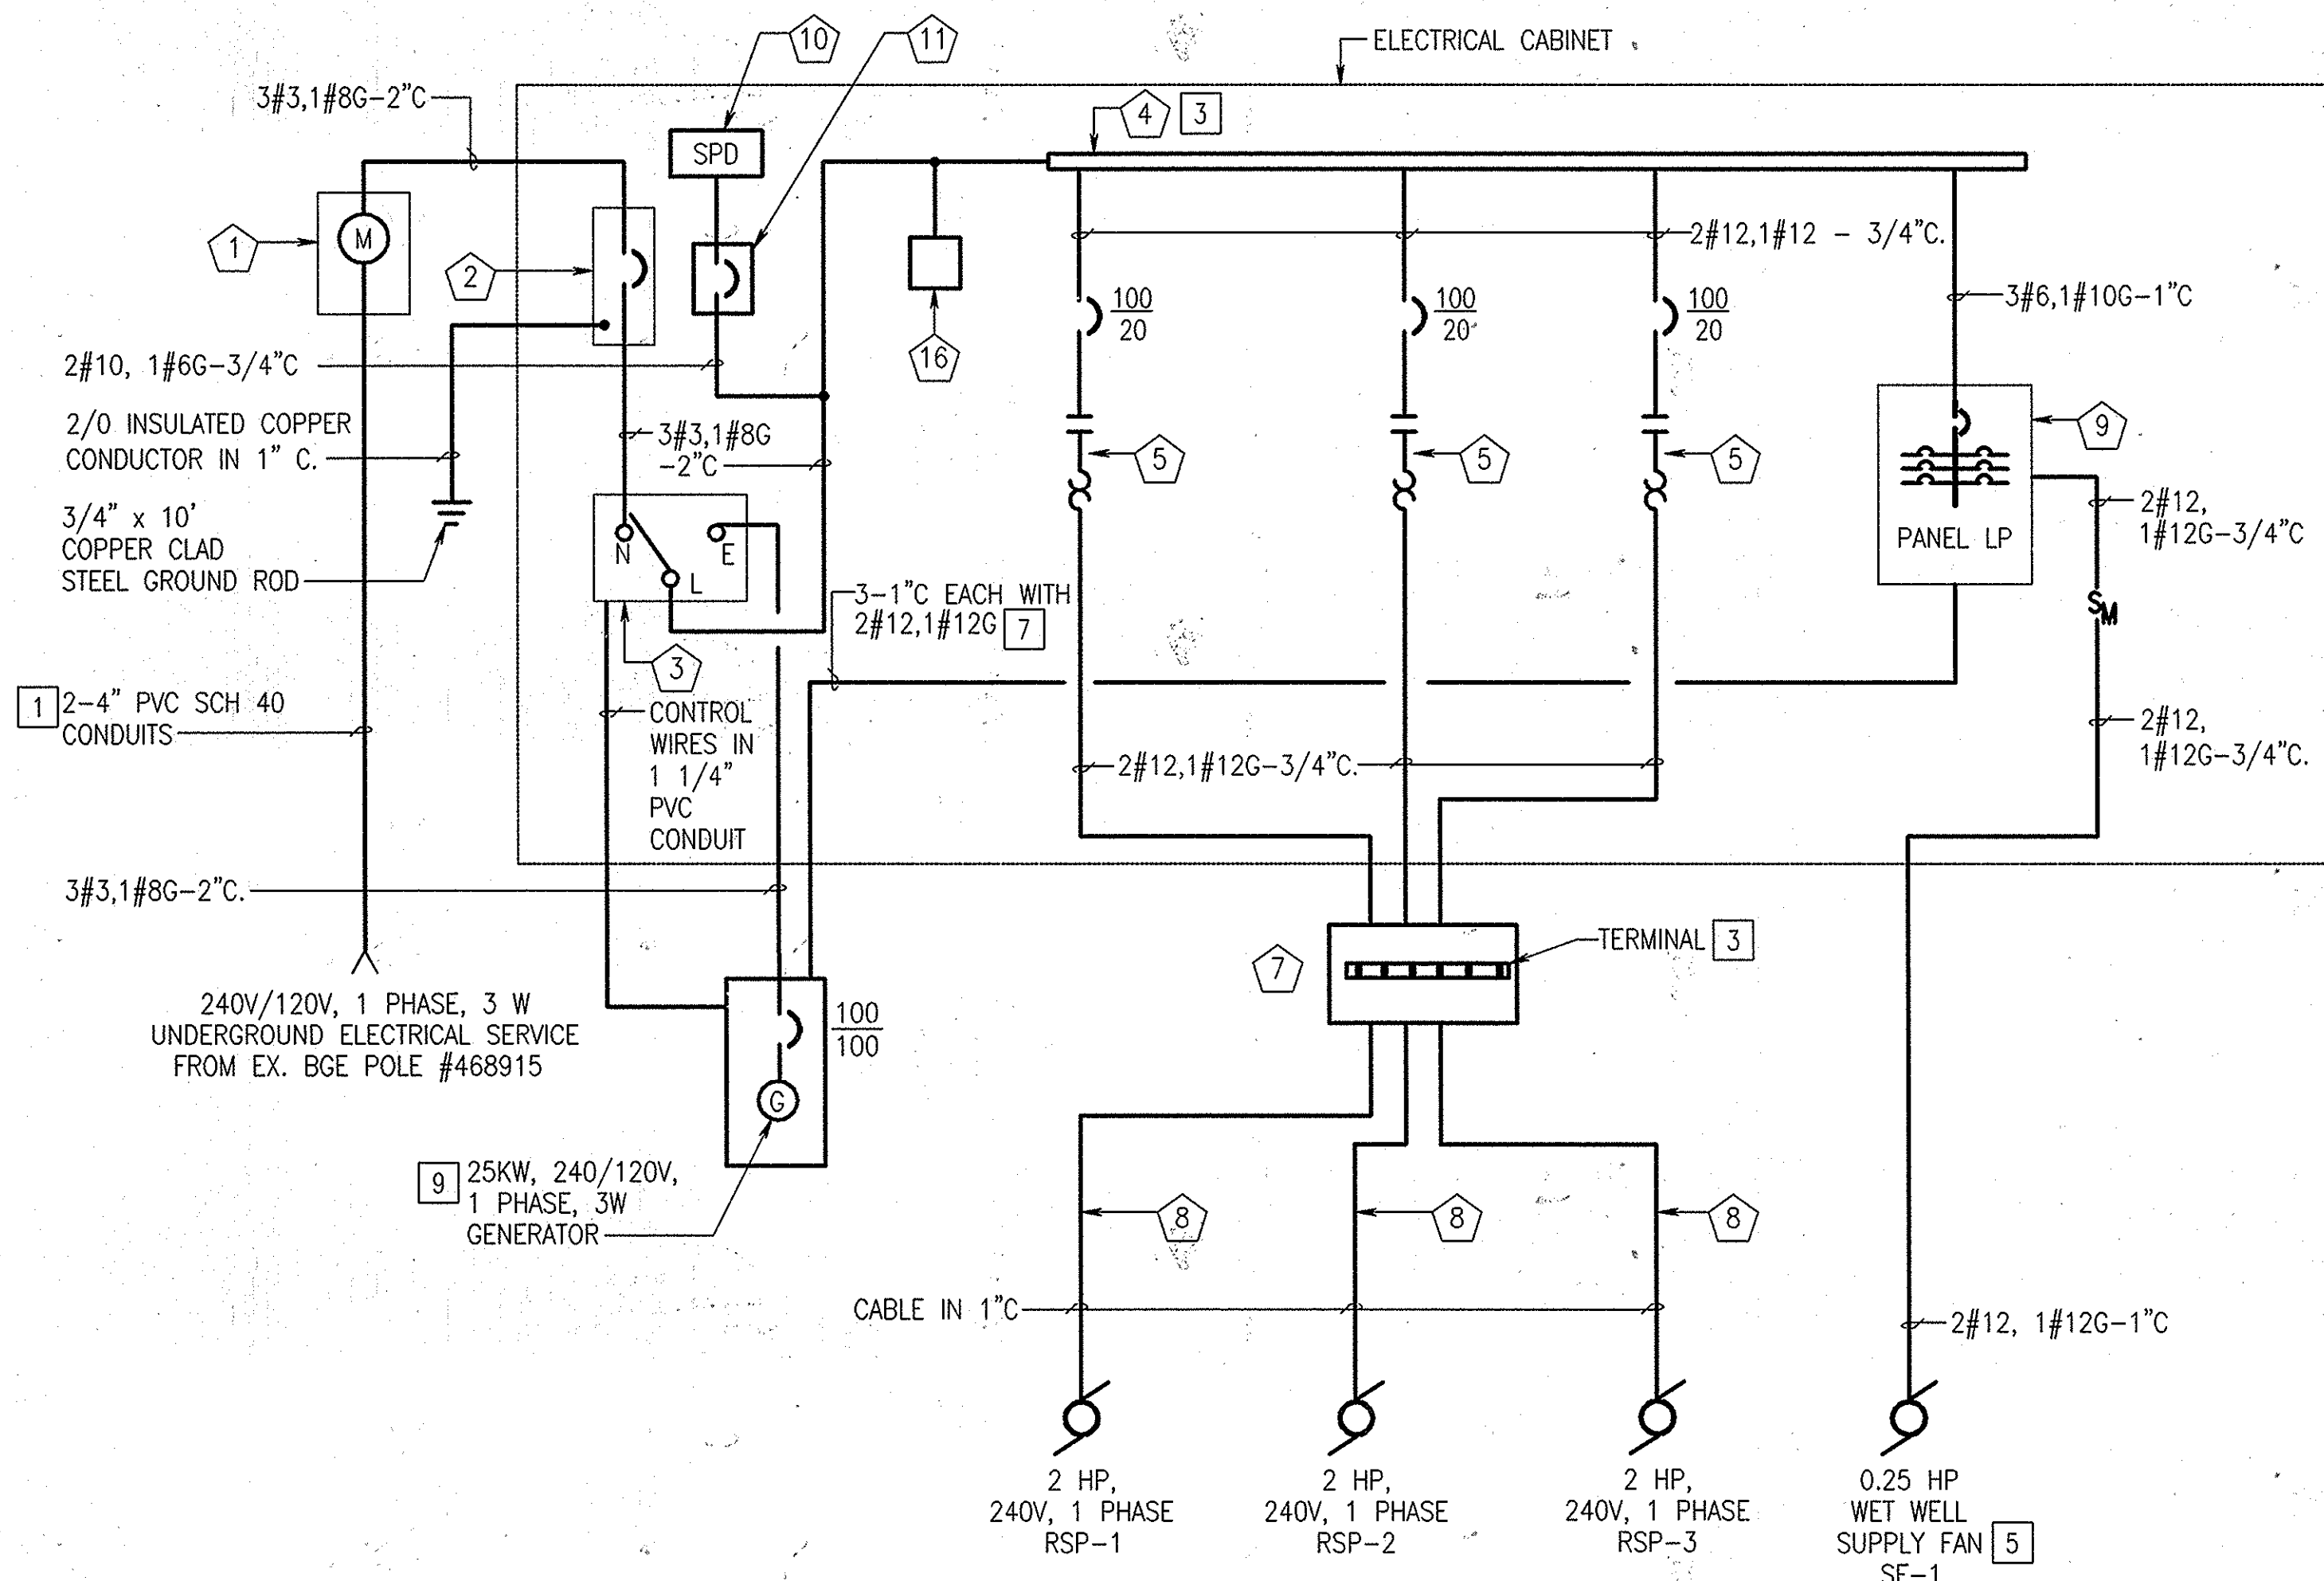 10
11
ELECTRICAL CABINET
3#3,1#8G-2"C
4
3
SPD
M
1
2
2#12,1#12 - 3/4"C.
100
20
100
20
100
20
3#6,1#10G-1"C
16
2#10, 1#6G-3/4"C
2/0 INSULATED COPPER
CONDUCTOR IN 1" C.
3#3,1#8G
-2"C
5
5
5
9
3/4" x 10'
COPPER CLAD
STEEL GROUND ROD
N
E
L
PANEL LP
2#12,
1#12G-3/4"C
3-1"C EACH WITH
2#12,1#12G
7
SM
3
1
2-4" PVC SCH 40
CONDUITS
CONTROL
WIRES IN
1 1/4"
PVC
CONDUIT
2#12,1#12G-3/4"C.
2#12,
1#12G-3/4"C.
3#3,1#8G-2"C.
7
TERMINAL
3
240V/120V, 1 PHASE, 3 W
UNDERGROUND ELECTRICAL SERVICE
FROM EX. BGE POLE #468915
100
100
G
9
25KW, 240/120V,
1 PHASE, 3W
GENERATOR
8
8
8
CABLE IN 1"C
2#12, 1#12G-1"C
2 HP,
240V, 1 PHASE
RSP-1
2 HP,
240V, 1 PHASE
RSP-2
2 HP,
240V, 1 PHASE
RSP-3
0.25 HP
WET WELL
SUPPLY FAN
5
SF-1